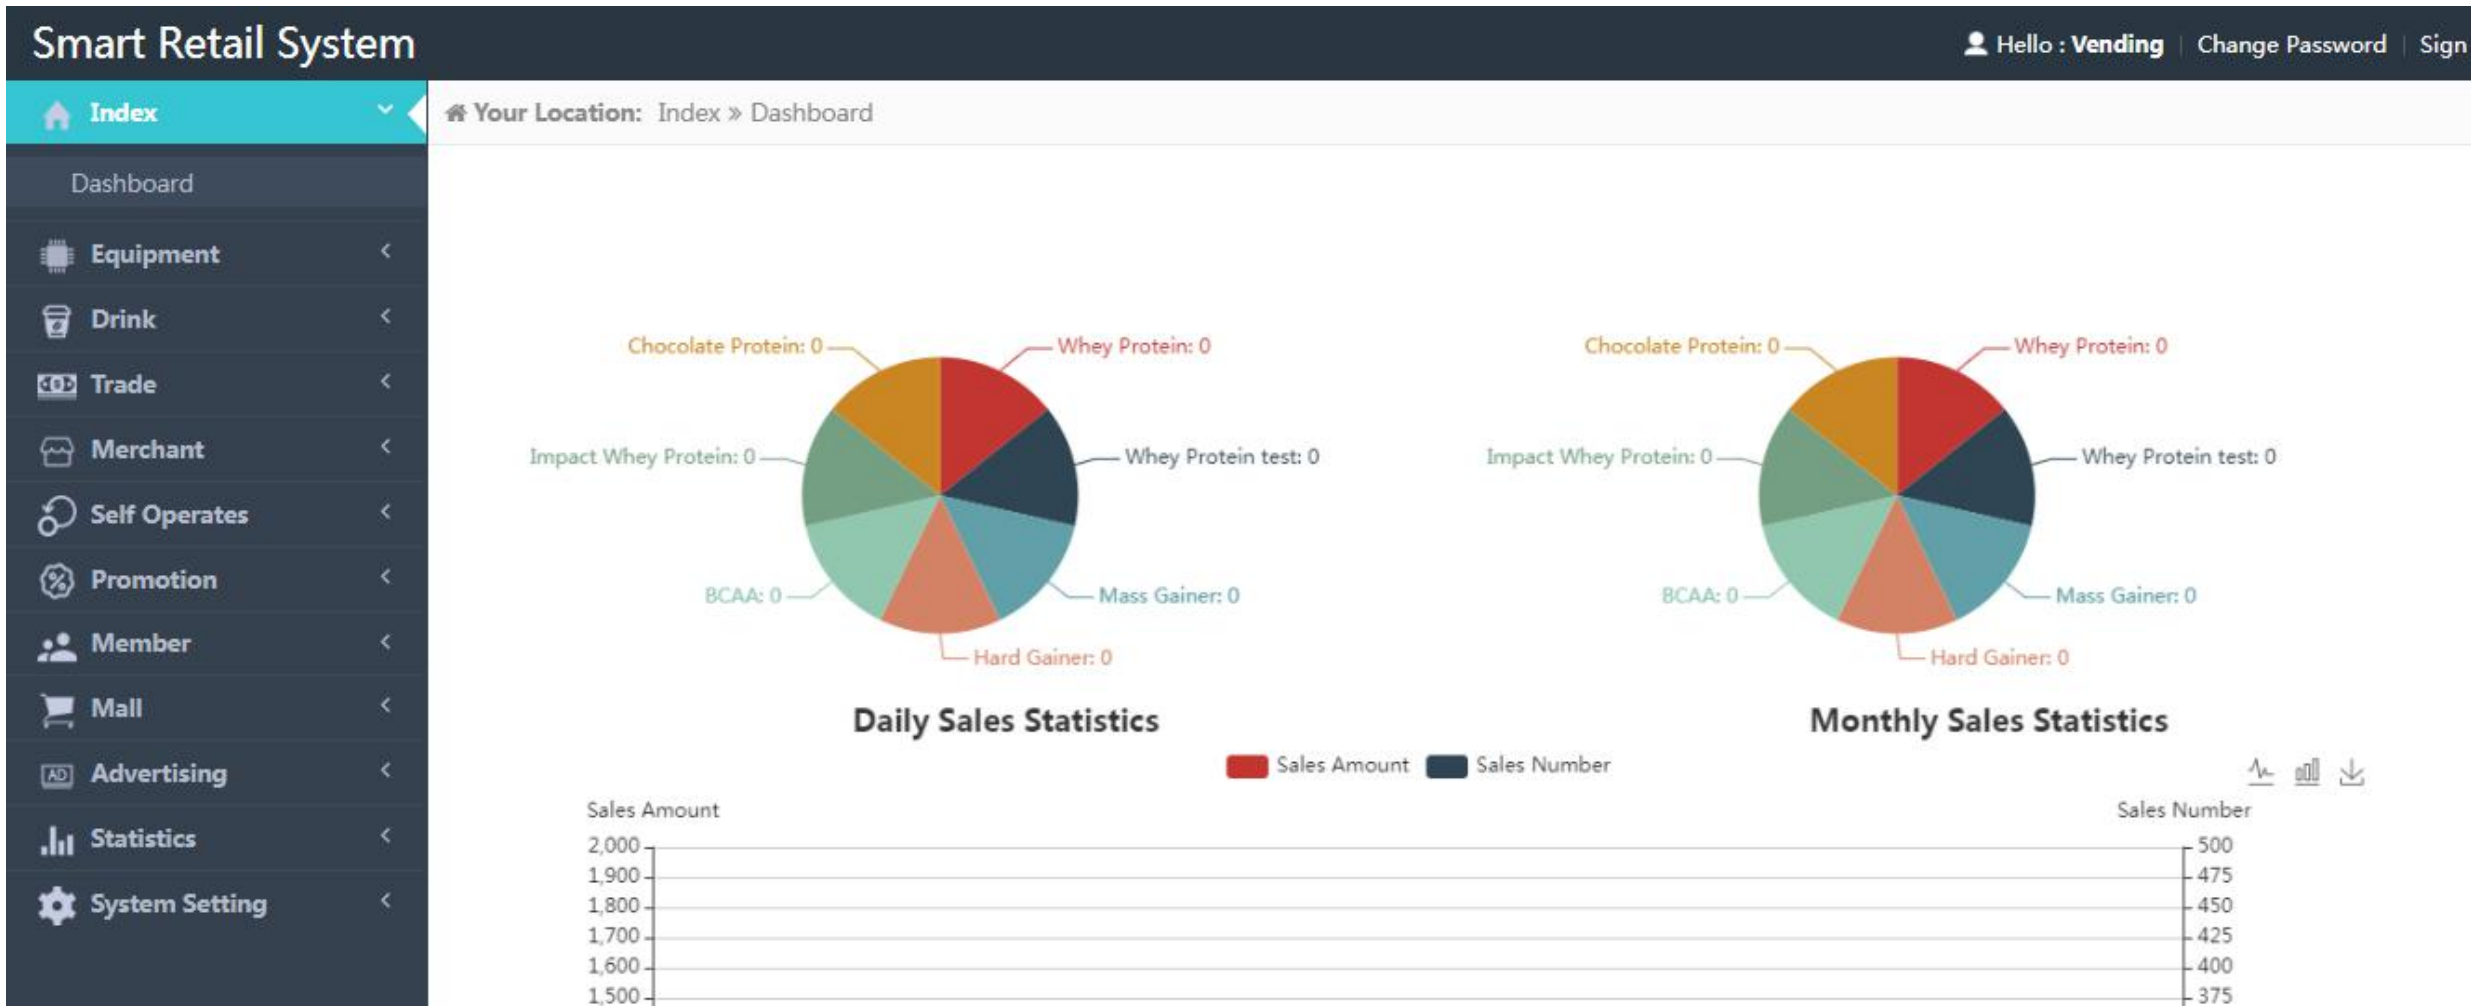 Smart Retail System
Hello : Vending | Change Password | Sign
Index
Your Location: Index » Dashboard
Dashboard
Equipment
Drink
Trade
Merchant
Self Operates
Promotion
Member
Mall
AD Advertising
Statistics
System Setting
Chocolate Protein: 0
Whey Protein: 0
Impact Whey Protein: 0
Whey Protein test: 0
BCAA: 0
Mass Gainer: 0
Hard Gainer: 0
Daily Sales Statistics
Chocolate Protein: 0
Whey Protein: 0
Impact Whey Protein: 0
Whey Protein test: 0
BCAA: 0
Mass Gainer: 0
Hard Gainer: 0
Monthly Sales Statistics
Sales Amount Sales Number
Sales Amount
2,000
1,900
1,800
1,700
1,600
1,500
Sales Number
500
475
450
425
400
375